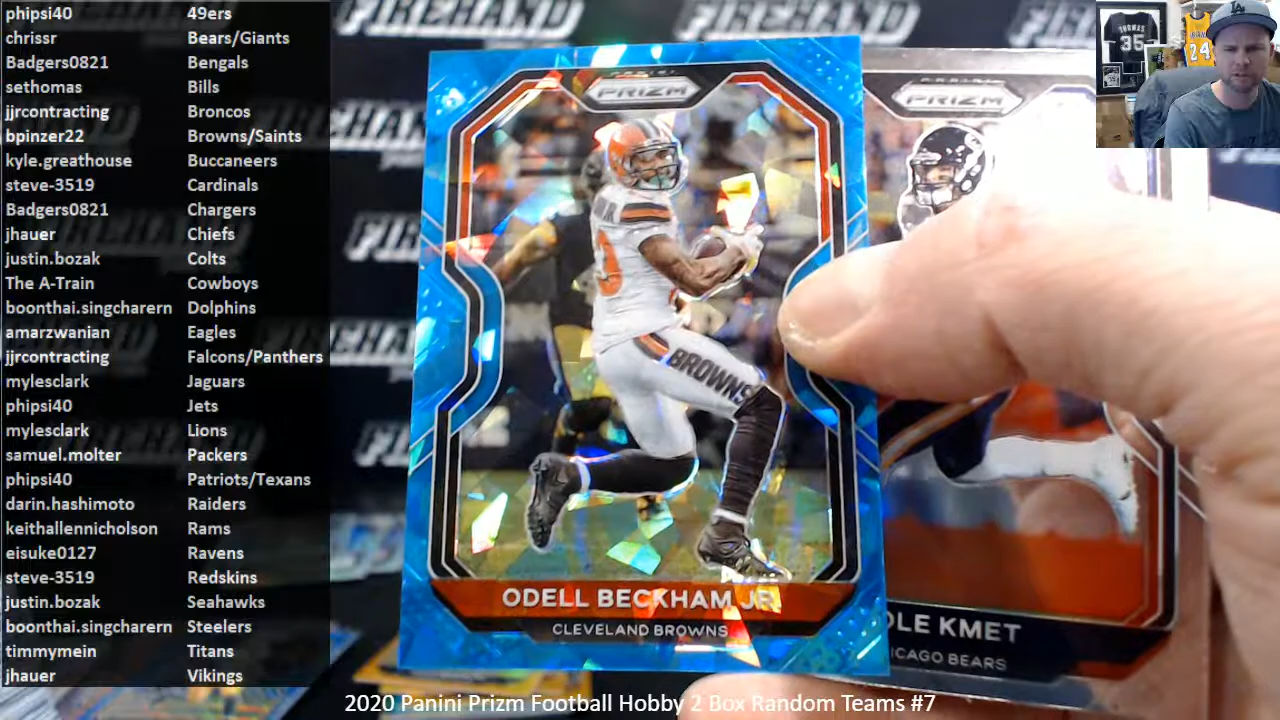 phipsi40 49ers
chrissr Bears/Giants
Badgers0821 Bengals
sethomas Bills
jjrcontracting Broncos
bpinzer22 Browns/Saints
kyle.greathouse Buccaneers
steve-3519 Cardinals
Badgers0821 Chargers
jhauer Chiefs
justin.bozak Colts
The A-Train Cowboys
boonthai.singcharern Dolphins
amarzwanian Eagles
jjrcontracting Falcons/Panthers
mylesclark Jaguars
phipsi40 Jets
mylesclark Lions
samuel.molter Packers
phipsi40 Patriots/Texans
darin.hashimoto Raiders
keithallennicholson Rams
eisuke0127 Ravens
steve-3519 Redskins
justin.bozak Seahawks
boonthai.singcharern Steelers
timmymein Titans
jhauer Vikings
PRIZM
BROWNS
ODELL BECKHAM JR
CLEVELAND BROWNS
PANINI
PRIZM
OLE KMET
ICAGO BEARS
FIREHAND
35
24
2020 Panini Prizm Football Hobby 2 Box Random Teams #7